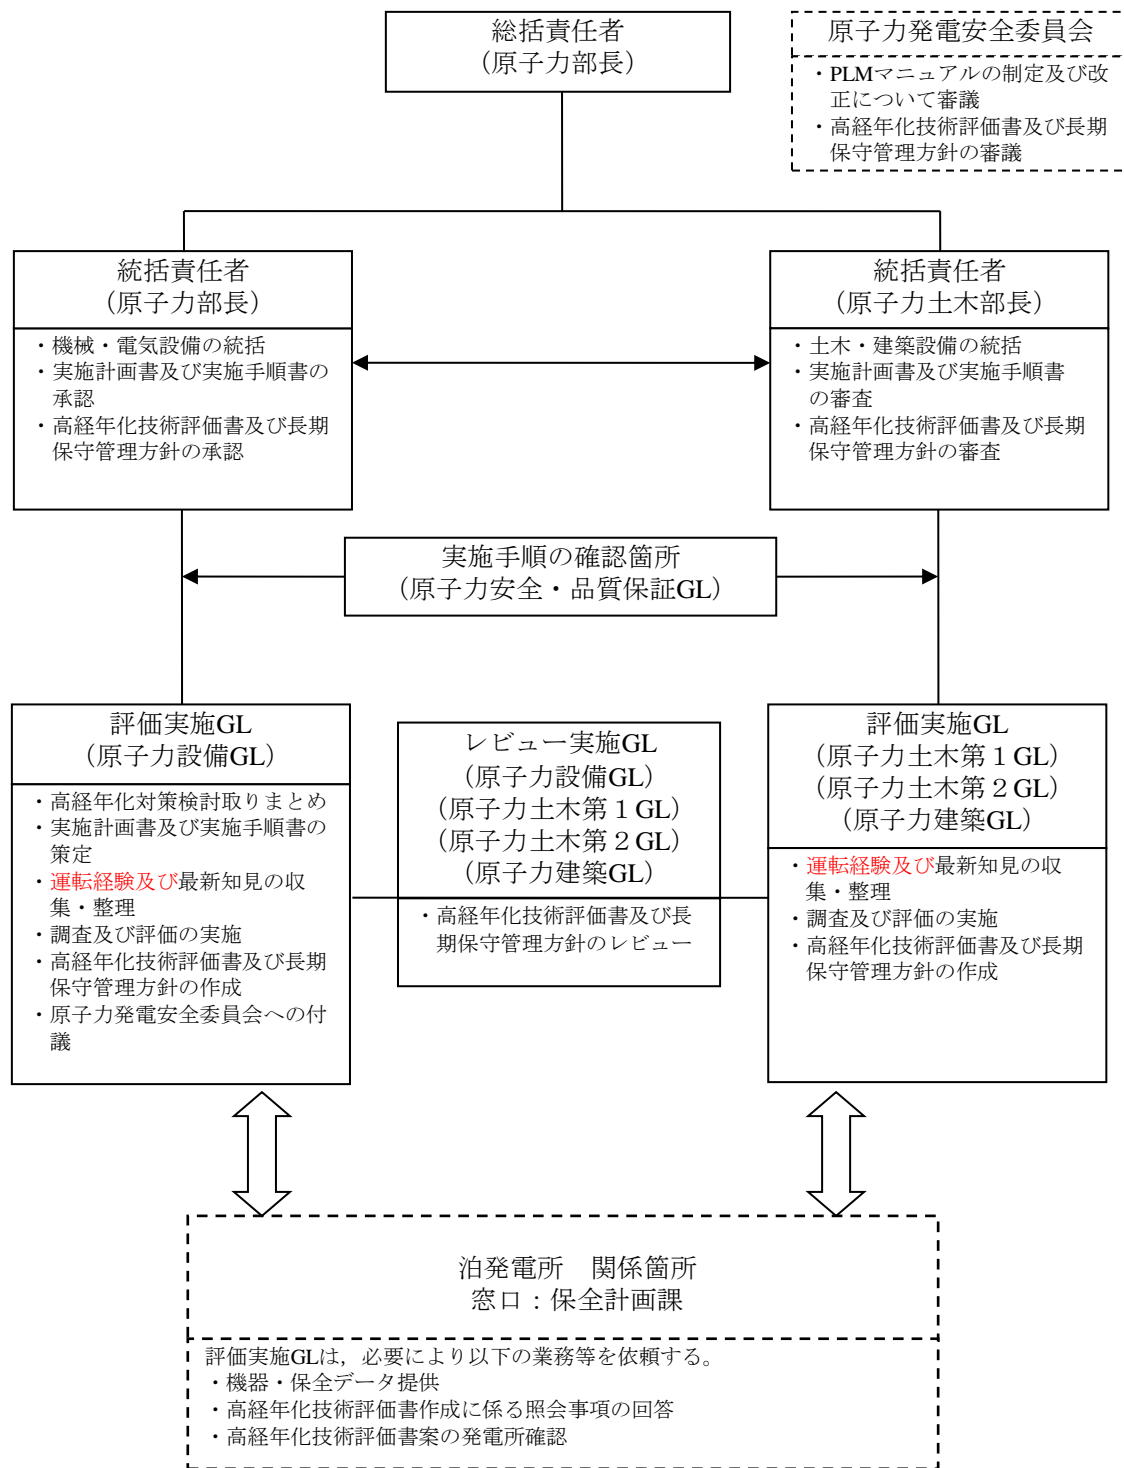 総括責任者
（原子力部長）
原子力発電安全委員会
・PLMマニュアルの制定及び改
正について審議
・高経年化技術評価書及び長期
保守管理方針の審議
統括責任者
（原子力部長）
・機械・電気設備の統括
・実施計画書及び実施手順書の
承認
・高経年化技術評価書及び長期
保守管理方針の承認
統括責任者
（原子力土木部長）
・土木・建築設備の統括
・実施計画書及び実施手順書
の審査
・高経年化技術評価書及び長期
保守管理方針の審査
実施手順の確認箇所
（原子力安全・品質保証GL）
評価実施GL
（原子力設備GL）
・高経年化対策検討取りまとめ
・実施計画書及び実施手順書の
策定
・運転経験及び最新知見の収
集・整理
・調査及び評価の実施
・高経年化技術評価書及び長期
保守管理方針の作成
・原子力発電安全委員会への付
議
レビュー実施GL
（原子力設備GL）
（原子力土木第１GL）
（原子力土木第２GL）
（原子力建築GL）
・高経年化技術評価書及び長
期保守管理方針のレビュー
評価実施GL
（原子力土木第１GL）
（原子力土木第２GL）
（原子力建築GL）
・運転経験及び最新知見の収
集・整理
・調査及び評価の実施
・高経年化技術評価書及び長期
保守管理方針の作成
泊発電所　関係箇所
窓口：保全計画課
評価実施GLは，必要により以下の業務等を依頼する。
・機器・保全データ提供
・高経年化技術評価書作成に係る照会事項の回答
・高経年化技術評価書案の発電所確認